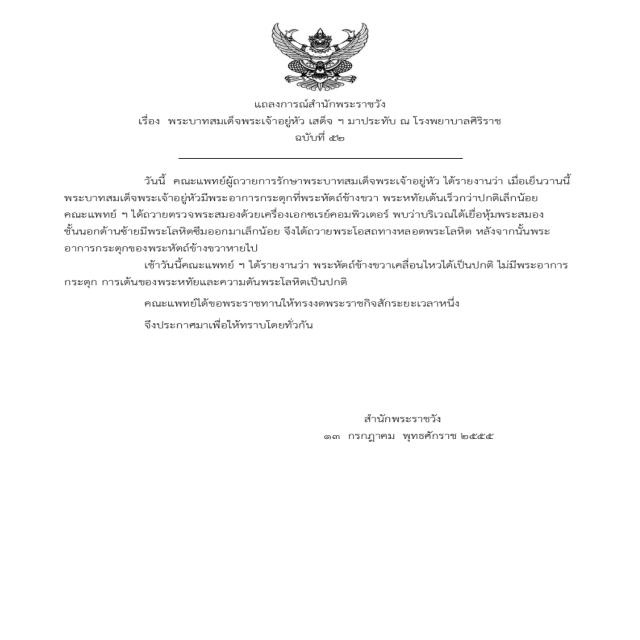 แถลงการณ์สำนักพระราชวัง
เรื่อง พระบาทสมเด็จพระเจ้าอยู่หัว เสด็จ ฯ มาประทับ ณ โรงพยาบาลศิริราช
ฉบับที่ ๕๒
วันนี้ คณะแพทย์ผู้ถวายการรักษาพระบาทสมเด็จพระเจ้าอยู่หัว ได้รายงานว่า เมื่อเย็นวานนี้
พระบาทสมเด็จพระเจ้าอยู่หัวมีพระอาการกระตุกที่พระหัตถ์ข้างขวา พระหทัยเต้นเร็วกว่าปกติเล็กน้อย
คณะแพทย์ ฯ ได้ถวายตรวจพระสมองด้วยเครื่องเอกซเรย์คอมพิวเตอร์ พบว่าบริเวณใต้เยื่อหุ้มพระสมอง
ชั้นนอกด้านซ้ายมีพระโลหิตซึมออกมาเล็กน้อย จึงได้ถวายพระโอสถทางหลอดพระโลหิต หลังจากนั้นพระ
อาการกระตุกของพระหัตถ์ข้างขวาหายไป
เช้าวันนี้คณะแพทย์ ฯ ได้รายงานว่า พระหัตถ์ข้างขวาเคลื่อนไหวได้เป็นปกติ ไม่มีพระอาการ
กระตุก การเต้นของพระหทัยและความดันพระโลหิตเป็นปกติ
คณะแพทย์ได้ขอพระราชทานให้ทรงงดพระราชกิจสักระยะเวลาหนึ่ง
จึงประกาศมาเพื่อให้ทราบโดยทั่วกัน
สำนักพระราชวัง
๑๓ กรกฎาคม พุทธศักราช ๒๕๕๕